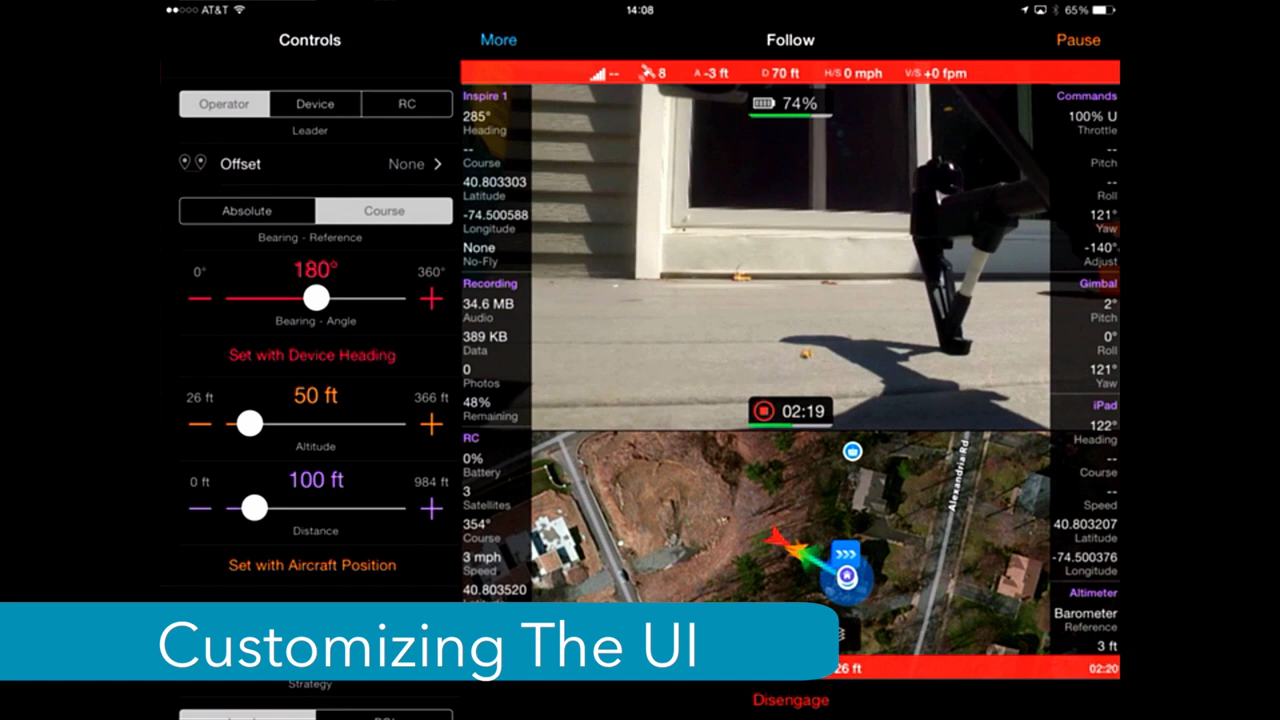 AT&T 14:08 65%
Controls
Operator Device RC
Leader
Offset None
Absolute Course
Bearing - Reference
0° 180° 360°
Bearing - Angle
Set with Device Heading
26 ft 50 ft 366 ft
Altitude
0 ft 100 ft 984 ft
Distance
Set with Aircraft Position
Strategy
More Follow Pause
-- 8 A -3 ft D 70 ft H/S 0 mph V/S +0 fpm
Inspire 1
285°
Heading
--
Course
40.803303
Latitude
-74.500588
Longitude
None
No-Fly
Recording
34.6 MB
Audio
389 KB
Data
0
Photos
48%
Remaining
RC
0%
Battery
3
Satellites
354°
Course
3 mph
Speed
40.803520
74%
02:19
Alexandria Rd
Commands
100% U
Throttle
--
Pitch
--
Roll
121°
Yaw
-140°
Adjust
Gimbal
2°
Pitch
0°
Roll
121°
Yaw
iPad
122°
Heading
--
Course
--
Speed
40.803207
Latitude
-74.500376
Longitude
Altimeter
Barometer
Reference
3 ft
26 ft 02:20
Disengage
Customizing The UI